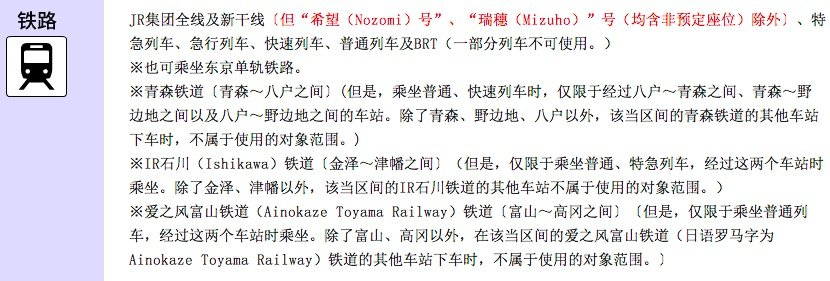 铁路
JR集团全线及新干线〔但“希望（Nozomi）号”、“瑞穗（Mizuho）”号（均含非预定座位）除外〕、特
急列车、急行列车、快速列车、普通列车及BRT（一部分列车不可使用。）
※也可乘坐东京单轨铁路。
※青森铁道〔青森～八户之间〕(但是，乘坐普通、快速列车时，仅限于经过八户～青森之间、青森～野
边地之间以及八户～野边地之间的车站。除了青森、野边地、八户以外，该当区间的青森铁道的其他车站
下车时，不属于使用的对象范围。)
※IR石川（Ishikawa）铁道〔金泽～津幡之间〕（但是，仅限于乘坐普通、特急列车，经过这两个车站时
乘坐。除了金泽、津幡以外，该当区间的IR石川铁道的其他车站不属于使用的对象范围。）
※爱之风富山铁道（Ainokaze Toyama Railway）铁道〔富山～高冈之间〕〔但是，仅限于乘坐普通列
车，经过这两个车站时乘坐。除了富山、高冈以外，在该当区间的爱之风富山铁道（日语罗马字为
Ainokaze Toyama Railway）铁道的其他车站下车时，不属于使用的对象范围。〕